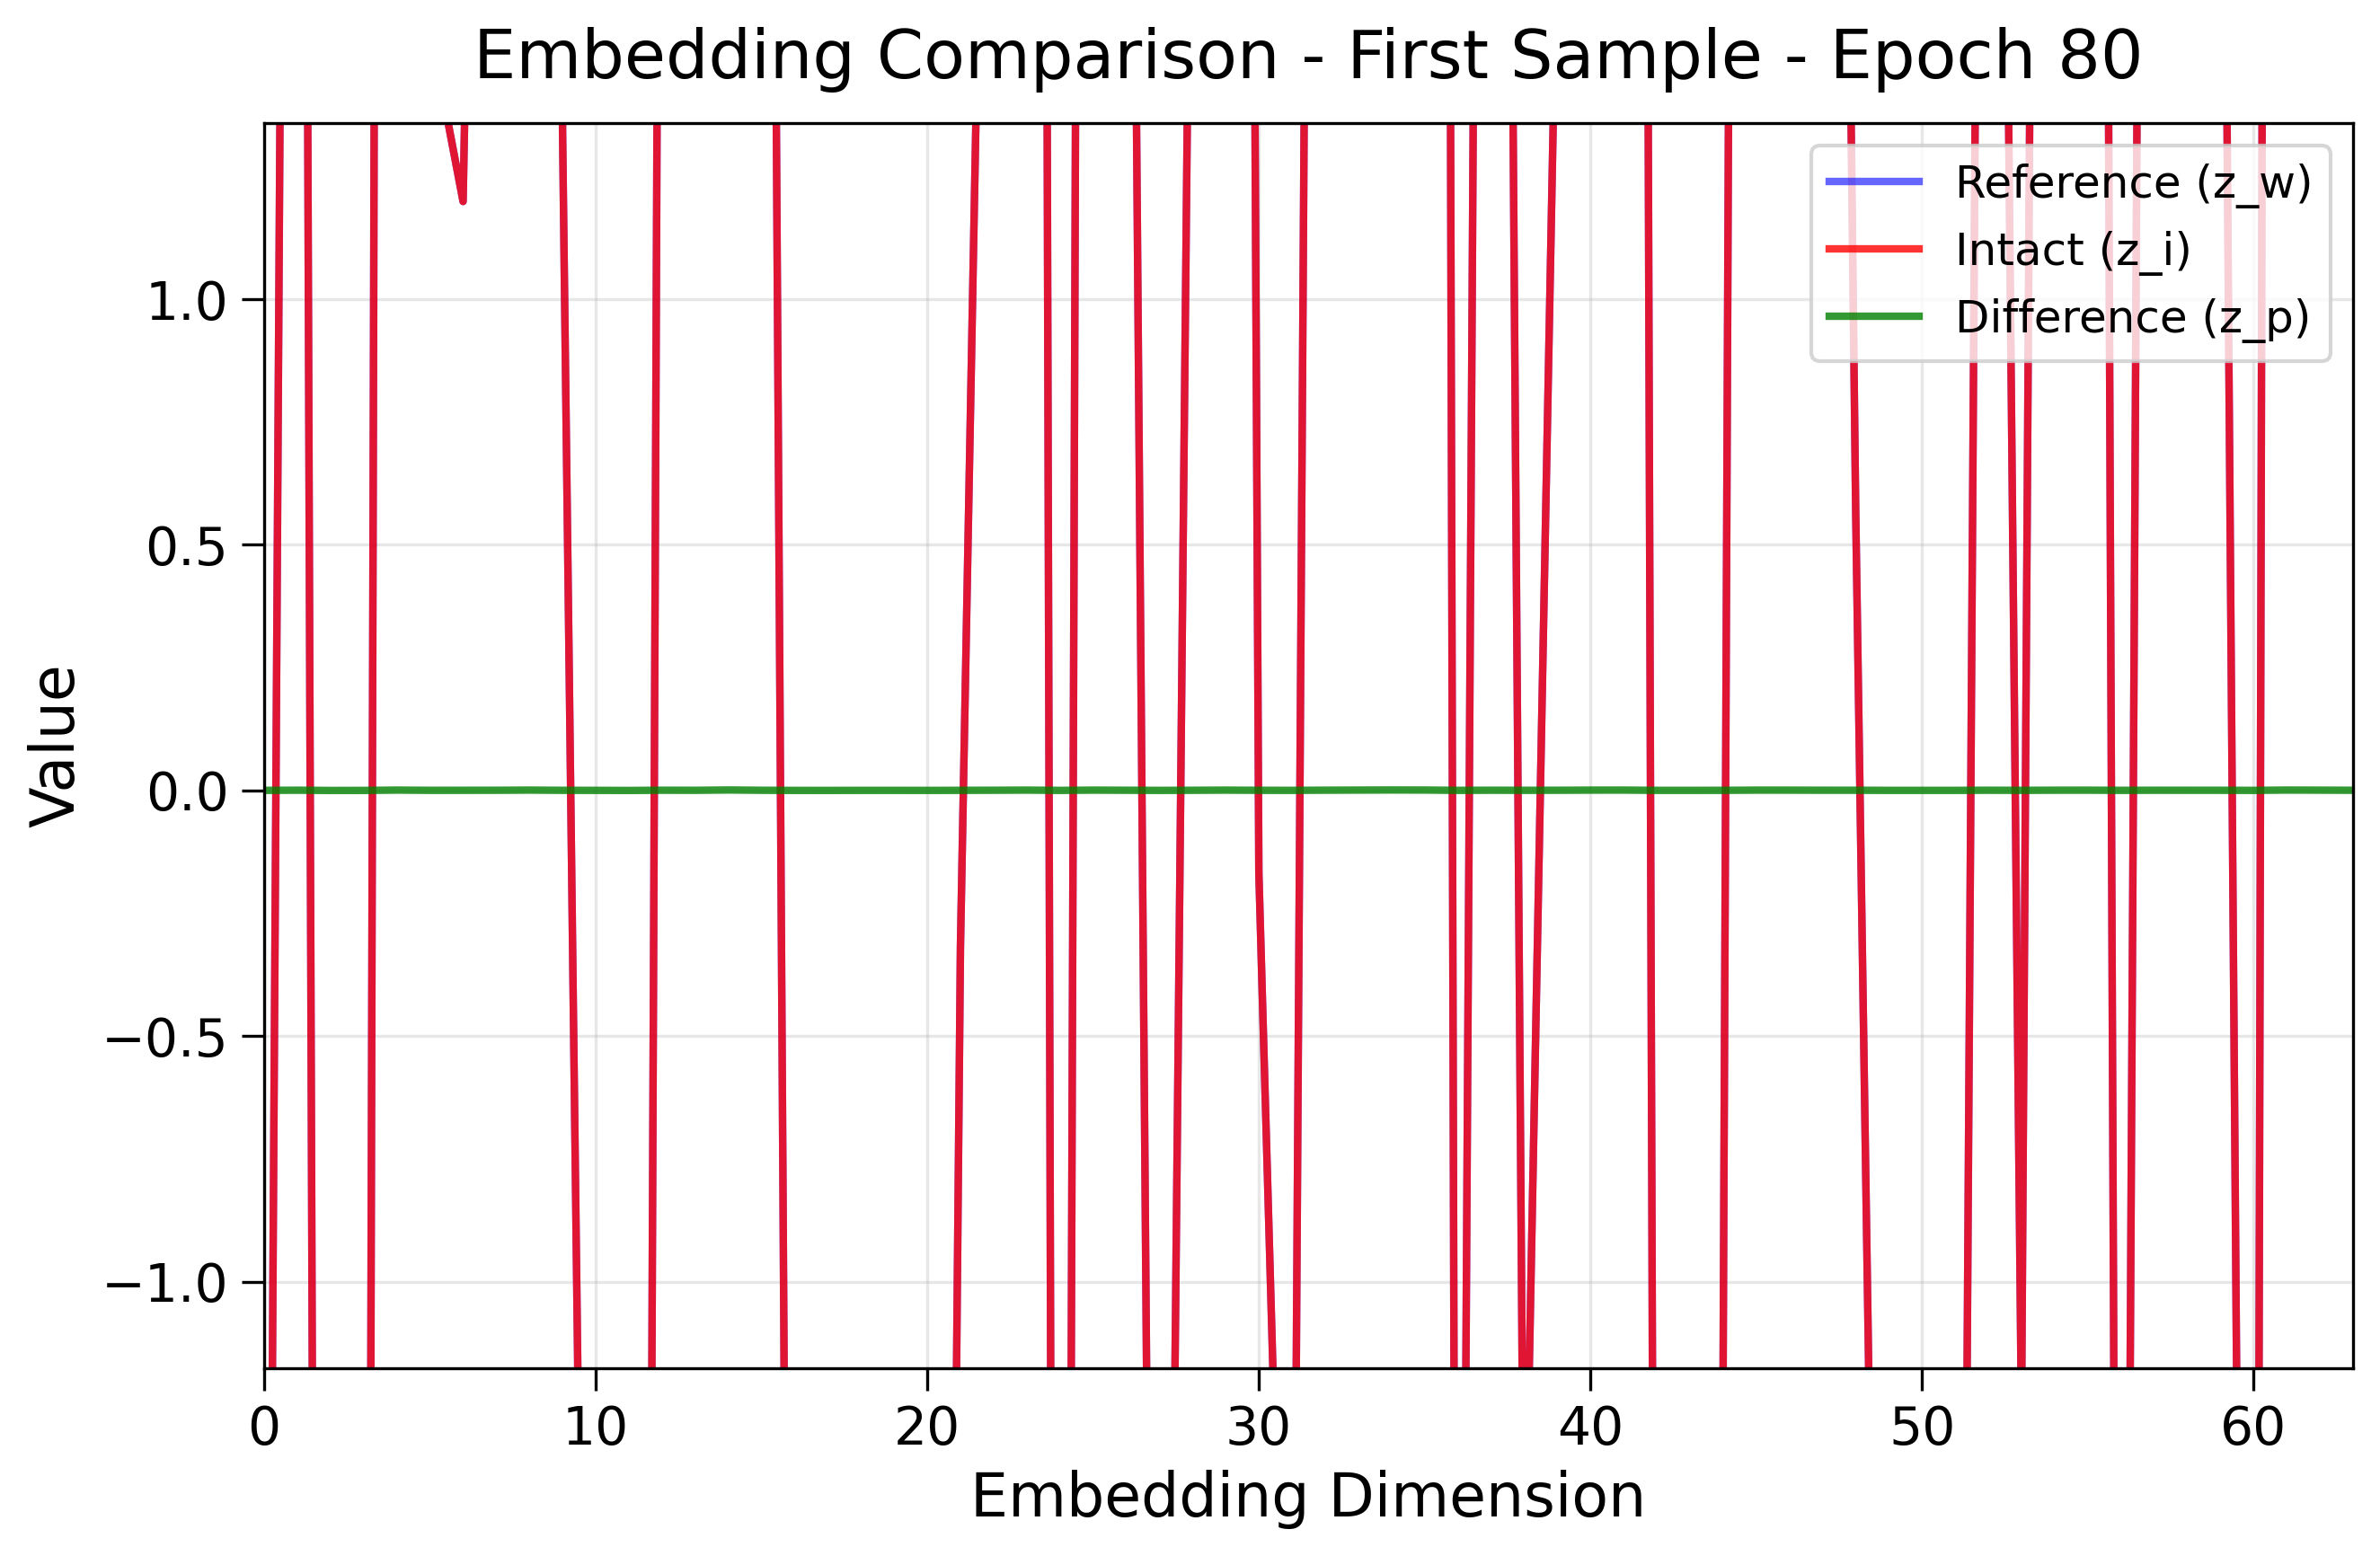 Embedding Comparison - First Sample - Epoch 80
Reference (z_w)
Intact (z_i)
Difference (z_p)
1.0
0.5
0.0
−0.5
−1.0
Value
0 10 20 30 40 50 60
Embedding Dimension